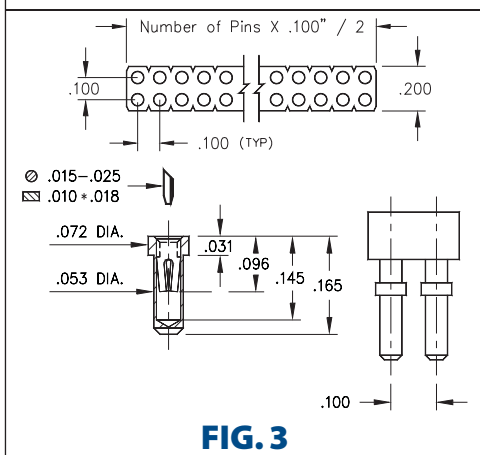 Number of Pins X .100" / 2
.100
.200
.100 (TYP)
⌀ .015-.025
.010 * .018
.072 DIA.
.031
.096
.053 DIA.
.145
.165
.100
FIG. 3